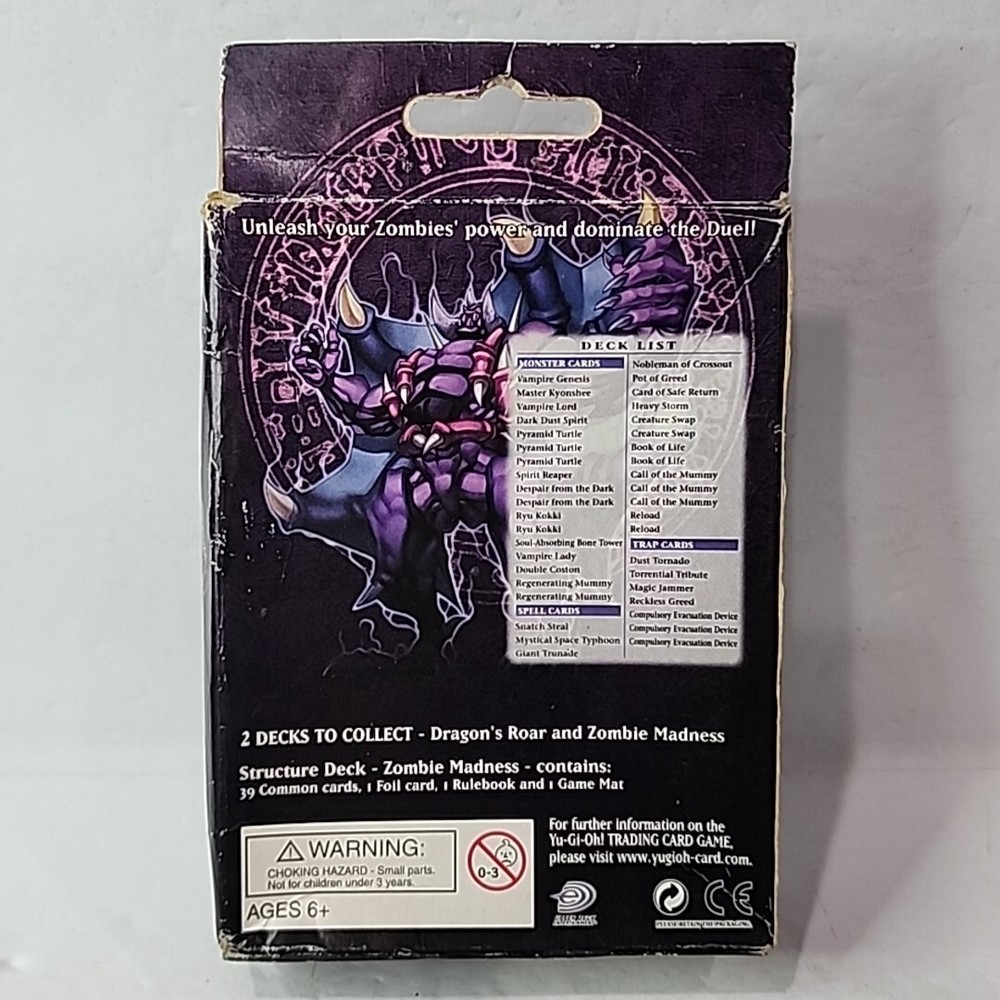 Unleash your Zombies' power and dominate the Duel!
DECK LIST
MONSTER CARDS
Vampire Genesis
Master Kyonshee
Vampire Lord
Dark Dust Spirit
Pyramid Turtle
Pyramid Turtle
Pyramid Turtle
Spirit Reaper
Despair from the Dark
Despair from the Dark
Ryu Kokki
Ryu Kokki
Soul-Absorbing Bone Tower
Vampire Lady
Double Coston
Regenerating Mummy
Regenerating Mummy
SPELL CARDS
Snatch Steal
Mystical Space Typhoon
Giant Trunade
Nobleman of Crossout
Pot of Greed
Card of Safe Return
Heavy Storm
Creature Swap
Creature Swap
Book of Life
Book of Life
Call of the Mummy
Call of the Mummy
Call of the Mummy
Reload
Reload
TRAP CARDS
Dust Tornado
Torrential Tribute
Magic Jammer
Reckless Greed
Compulsory Evacuation Device
Compulsory Evacuation Device
Compulsory Evacuation Device
2 DECKS TO COLLECT - Dragon's Roar and Zombie Madness
Structure Deck - Zombie Madness - contains:
39 Common cards, 1 Foil card, 1 Rulebook and 1 Game Mat
WARNING:
CHOKING HAZARD - Small parts.
Not for children under 3 years.
0-3
AGES 6+
For further information on the
Yu-Gi-Oh! TRADING CARD GAME,
please visit www.yugioh-card.com.
CE
PLEASE RETAIN THIS PACKAGING